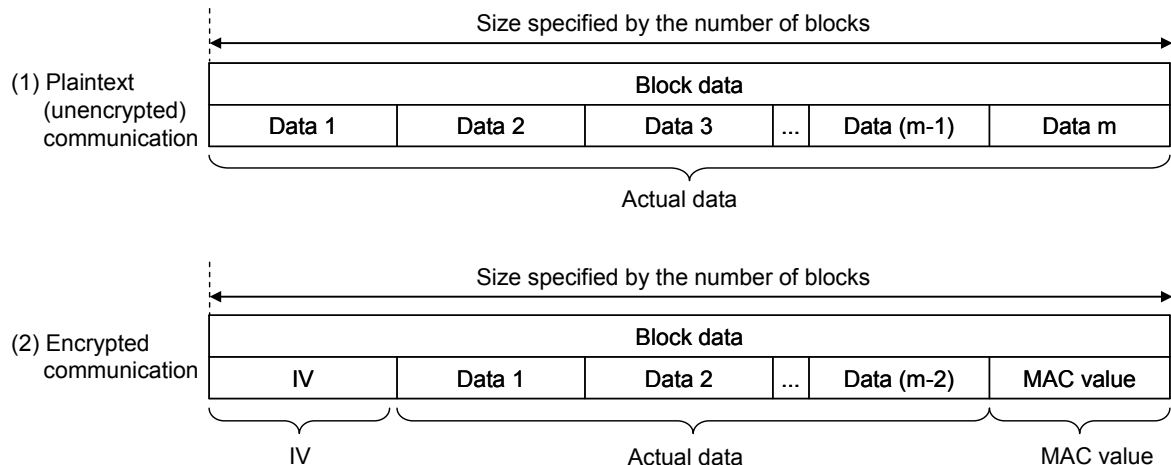 Size specified by the number of blocks
(1) Plaintext
(unencrypted)
communication
Block data
Data 1 Data 2 Data 3 ... Data (m-1) Data m
Actual data
Size specified by the number of blocks
(2) Encrypted
communication
Block data
IV Data 1 Data 2 ... Data (m-2) MAC value
IV Actual data MAC value